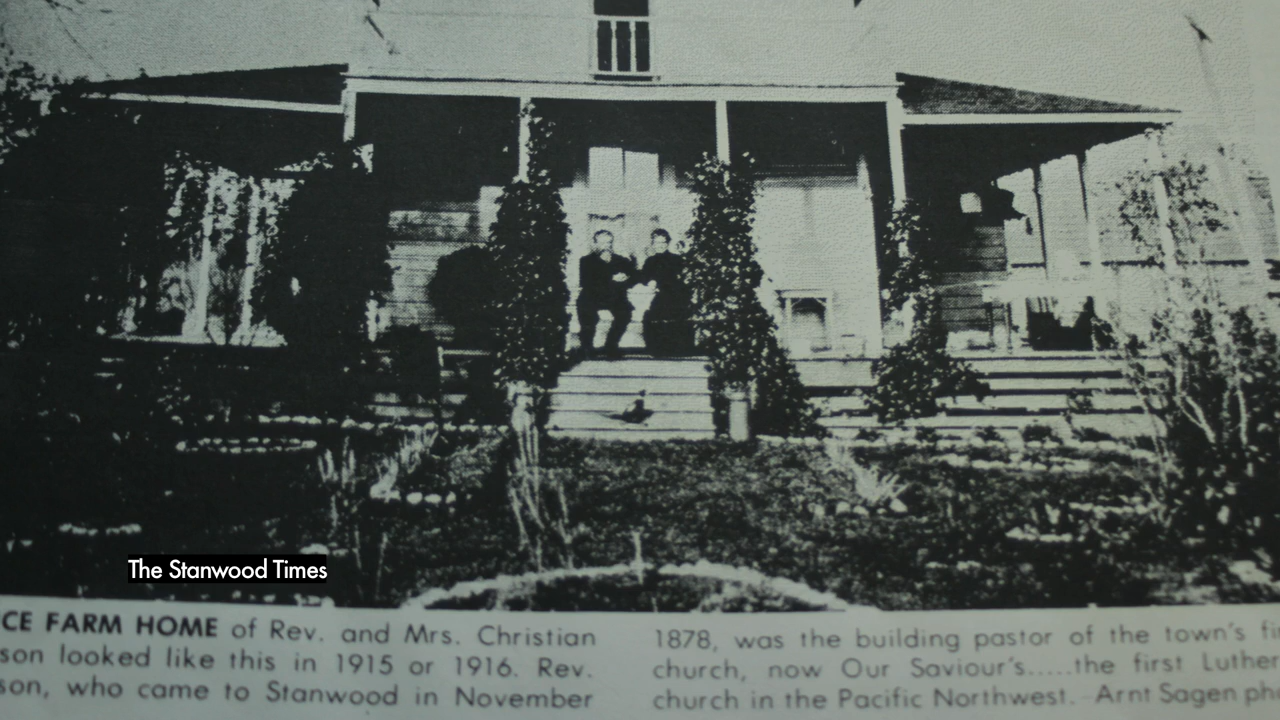 The Stanwood Times
CE FARM HOME of Rev. and Mrs. Christian
son looked like this in 1915 or 1916. Rev.
son, who came to Stanwood in November
1878, was the building pastor of the town's fi
church, now Our Saviour's.....the first Luther
church in the Pacific Northwest. Arnt Sagen pho